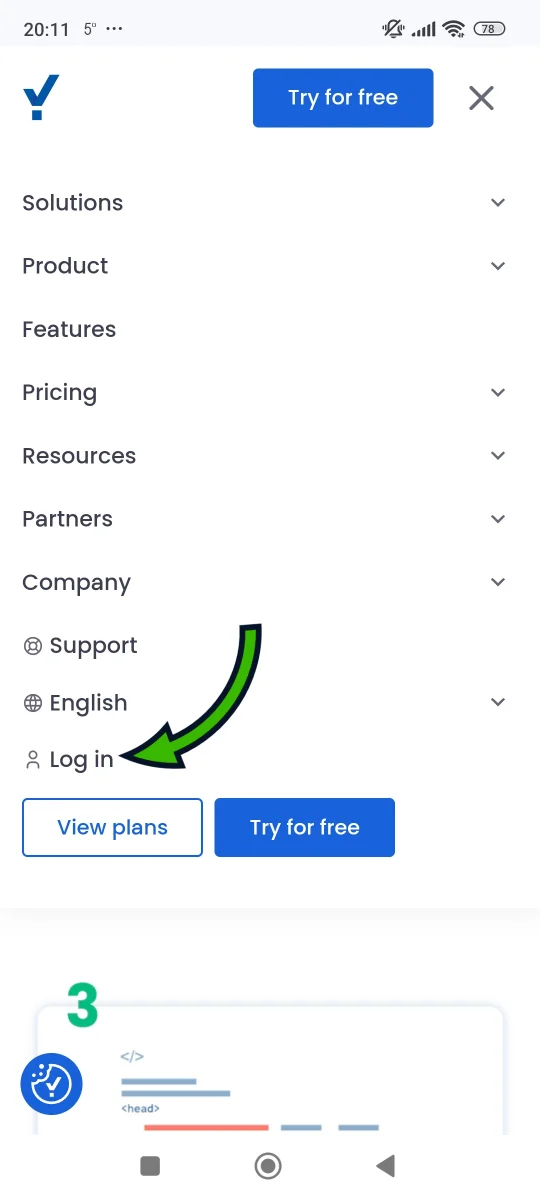 20:11 5° ...
78
Try for free
Solutions
Product
Features
Pricing
Resources
Partners
Company
Support
English
Log in
View plans
Try for free
3
</>
<head>